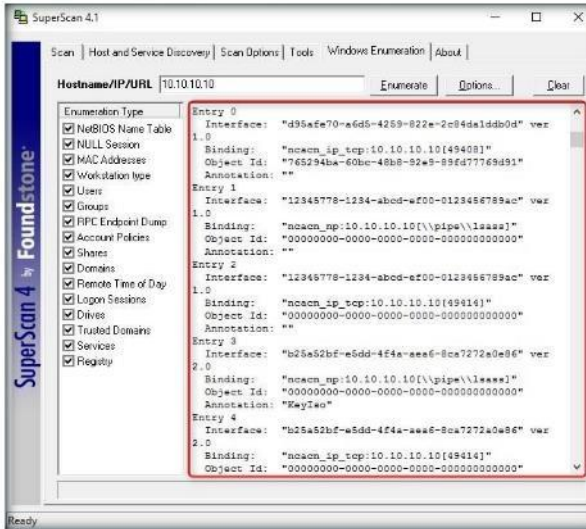 SuperScan 4.1
Scan Host and Service Discovery Scan Options Tools Windows Enumeration About
Hostname/IP/URL 10.10.10.10 Enumerate Options... Clear
Enumeration Type
NetBIOS Name Table
NULL Session
MAC Addresses
Workstation type
Users
Groups
RPC Endpoint Dump
Account Policies
Shares
Domains
Remote Time of Day
Logon Sessions
Drives
Trusted Domains
Services
Registry
Entry 0
Interface: "d95afe70-a6d5-4259-822e-2c84da1ddb0d" ver
1.0
Binding: "ncacn_ip_tcp:10.10.10.10[49408]"
Object Id: "765294ba-60bc-48b8-92e9-89fd77769d91"
Annotation: ""
Entry 1
Interface: "12345778-1234-abcd-ef00-0123456789ac" ver
1.0
Binding: "ncacn_np:10.10.10.10[\\pipe\\lsass]"
Object Id: "00000000-0000-0000-0000-000000000000"
Annotation: ""
Entry 2
Interface: "12345778-1234-abcd-ef00-0123456789ac" ver
1.0
Binding: "ncacn_ip_tcp:10.10.10.10[49414]"
Object Id: "00000000-0000-0000-0000-000000000000"
Annotation: ""
Entry 3
Interface: "b25a52bf-e5dd-4f4a-aea6-8ca7272a0e86" ver
2.0
Binding: "ncacn_np:10.10.10.10[\\pipe\\lsass]"
Object Id: "00000000-0000-0000-0000-000000000000"
Annotation: "KeyIso"
Entry 4
Interface: "b25a52bf-e5dd-4f4a-aea6-8ca7272a0e86" ver
2.0
Binding: "ncacn_ip_tcp:10.10.10.10[49414]"
Object Id: "00000000-0000-0000-0000-000000000000"
SuperScan 4 by Foundstone
Ready